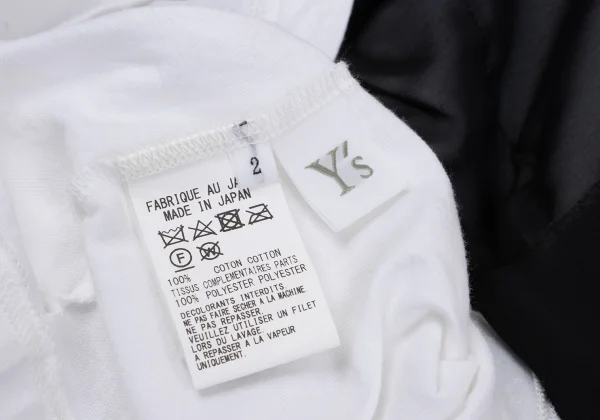 Y's
2
FABRIQUE AU JA
MADE IN JAPAN
F W
100% COTON COTTON
TISSUS COMPLEMENTAIRES PARTS
100% POLYESTER POLYESTER
DECOLORANTS INTERDITS
NE PAS FAIRE SECHER A LA MACHINE
NE PAS REPASSER.
VEUILLEZ UTILISER UN FILET
LORS DU LAVAGE.
A REPASSER A LA VAPEUR
UNIQUEMENT.